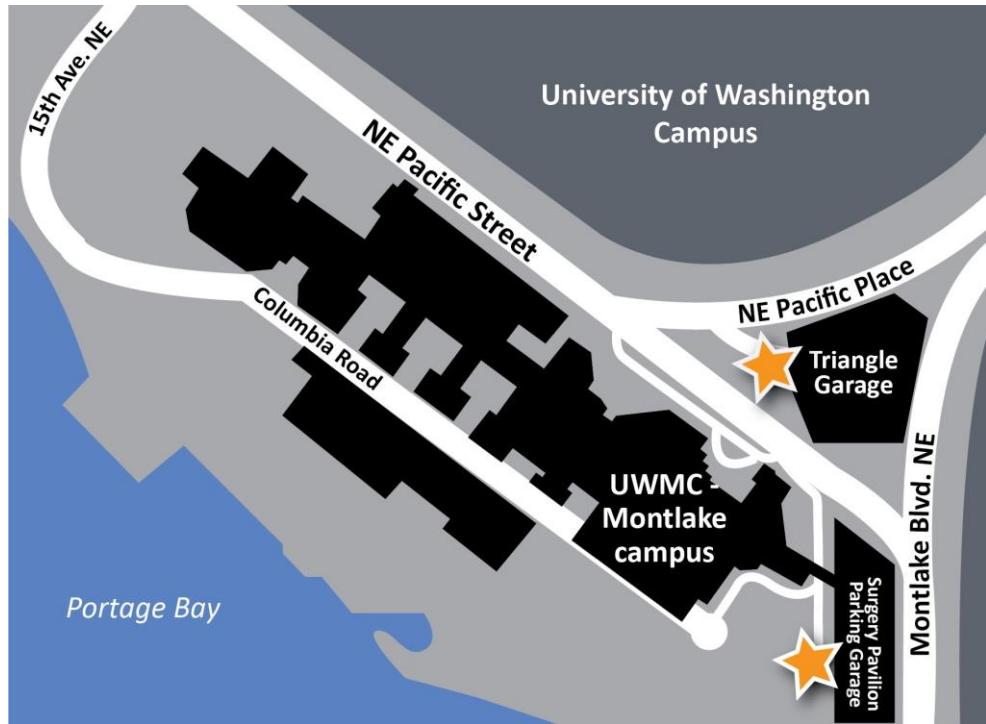 15th Ave. NE
University of Washington
Campus
NE Pacific Street
NE Pacific Place
Columbia Road
Triangle
Garage
UWMC -
Montlake
campus
Montlake Blvd. NE
Surgery Pavilion
Parking Garage
Portage Bay